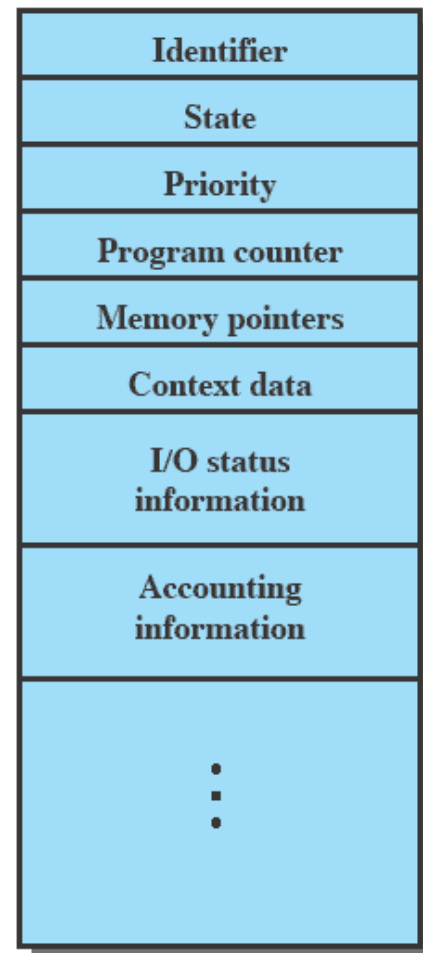 Identifier
State
Priority
Program counter
Memory pointers
Context data
I/O status
information
Accounting
information